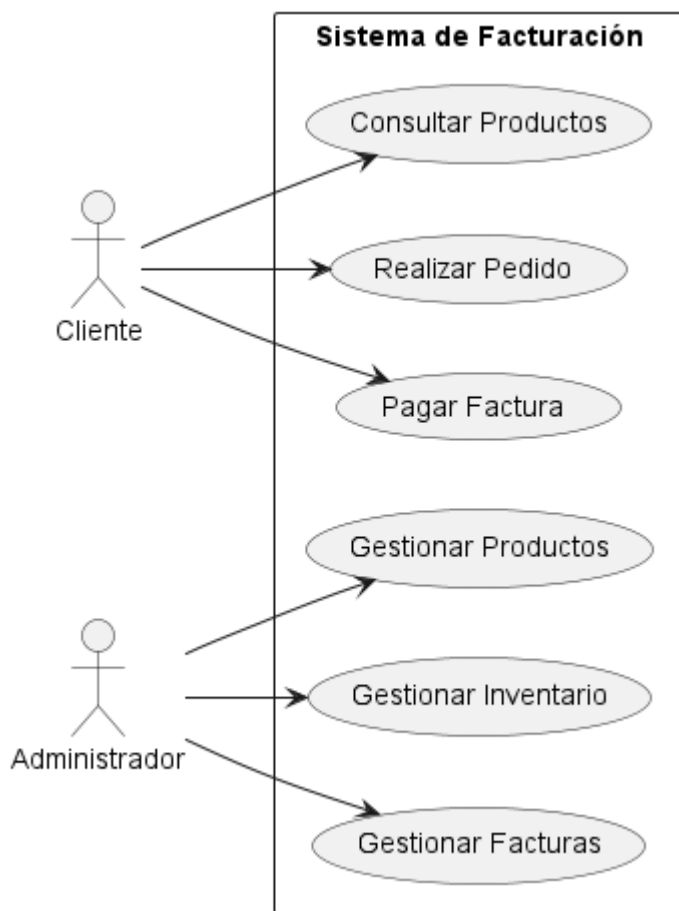 Sistema de Facturación
Consultar Productos
Realizar Pedido
Cliente
Pagar Factura
Gestionar Productos
Gestionar Inventario
Administrador
Gestionar Facturas